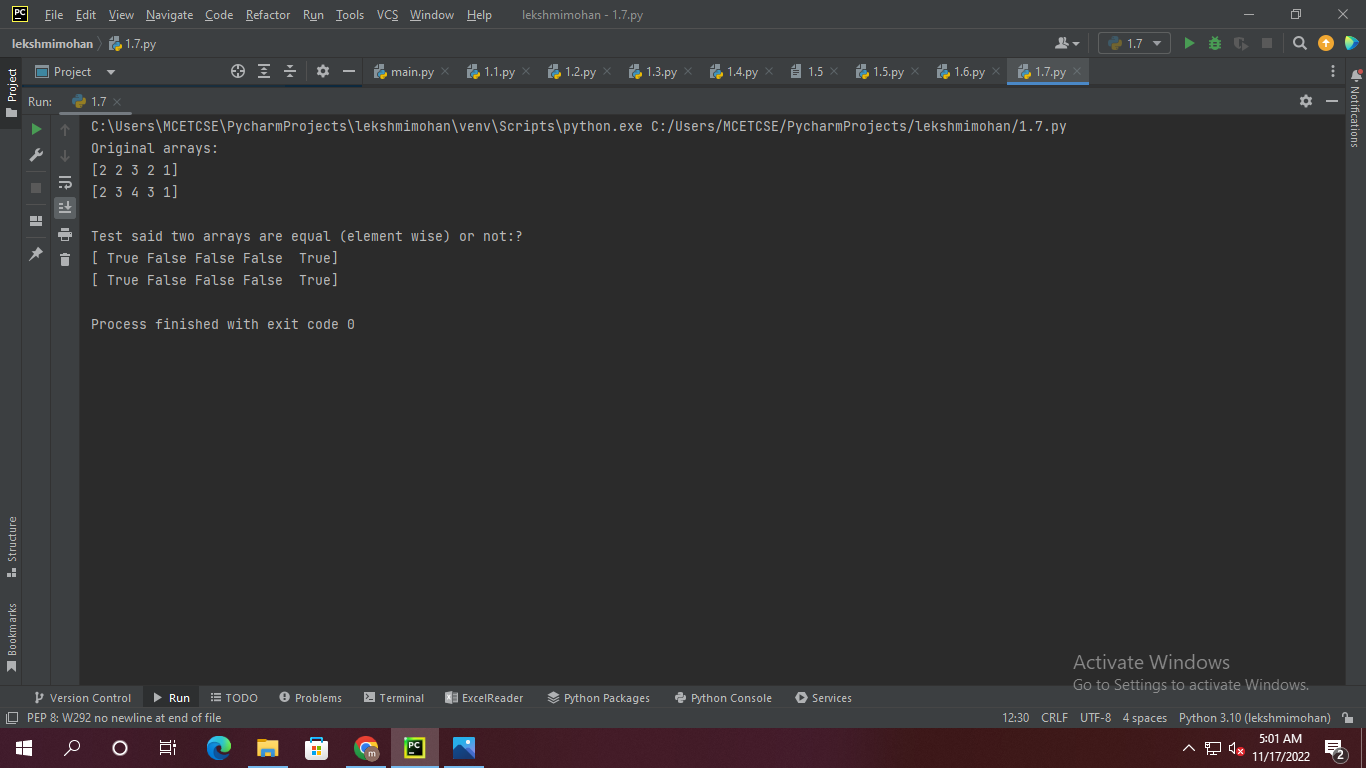 PC File Edit View Navigate Code Refactor Run Tools VCS Window Help lekshmimohan - 1.7.py
lekshmimohan 1.7.py 1.7
Project main.py 1.1.py 1.2.py 1.3.py 1.4.py 1.5 1.5.py 1.6.py 1.7.py
Project
Notifications
Run: 1.7
C:\Users\MCETCSE\PycharmProjects\lekshmimohan\venv\Scripts\python.exe C:/Users/MCETCSE/PycharmProjects/lekshmimohan/1.7.py
Original arrays:
[2 2 3 2 1]
[2 3 4 3 1]
Test said two arrays are equal (element wise) or not:?
[ True False False False  True]
[ True False False False  True]
Process finished with exit code 0
Structure
Bookmarks
Activate Windows
Go to Settings to activate Windows.
Version Control Run TODO Problems Terminal ExcelReader Python Packages Python Console Services
PEP 8: W292 no newline at end of file 12:30 CRLF UTF-8 4 spaces Python 3.10 (lekshmimohan)
m PC 5:01 AM
11/17/2022 2